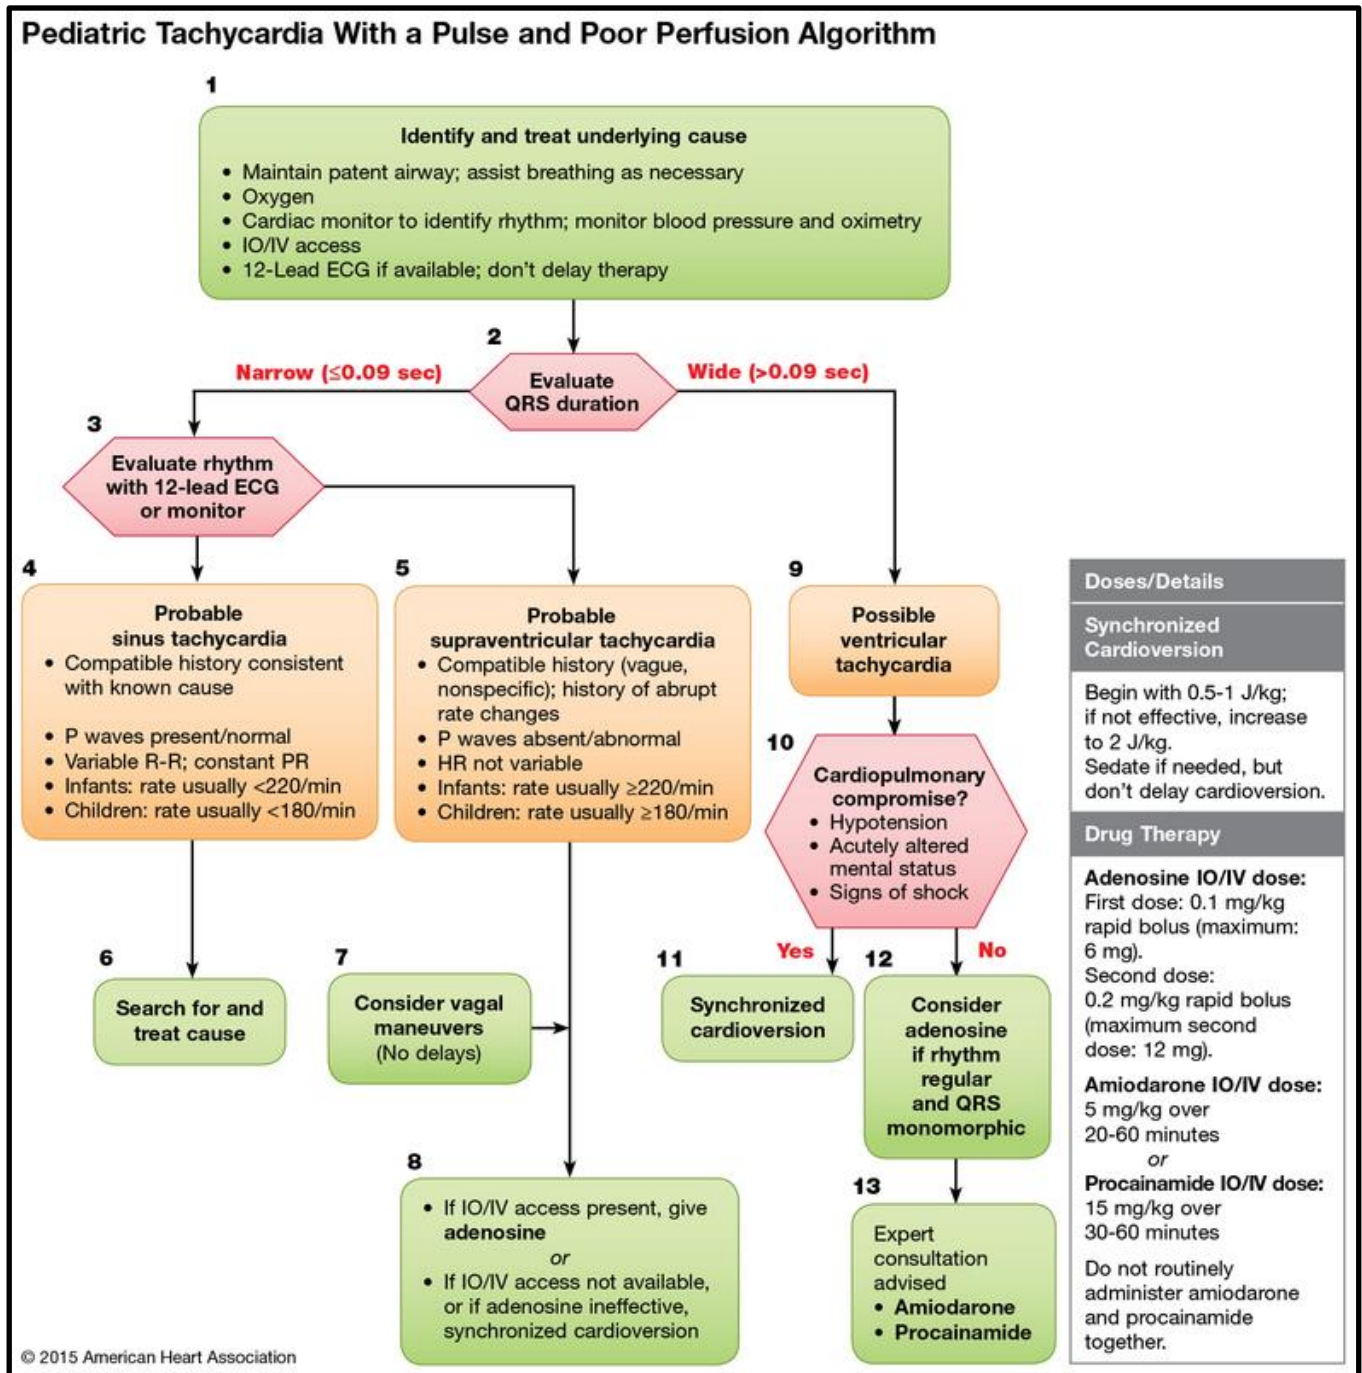 Pediatric Tachycardia With a Pulse and Poor Perfusion Algorithm
1
Identify and treat underlying cause
• Maintain patent airway; assist breathing as necessary
• Oxygen
• Cardiac monitor to identify rhythm; monitor blood pressure and oximetry
• IO/IV access
• 12-Lead ECG if available; don't delay therapy
2
Evaluate
QRS duration
Narrow (≤0.09 sec)
Wide (>0.09 sec)
3
Evaluate rhythm
with 12-lead ECG
or monitor
4
Probable
sinus tachycardia
• Compatible history consistent
with known cause
• P waves present/normal
• Variable R-R; constant PR
• Infants: rate usually <220/min
• Children: rate usually <180/min
5
Probable
supraventricular tachycardia
• Compatible history (vague,
nonspecific); history of abrupt
rate changes
• P waves absent/abnormal
• HR not variable
• Infants: rate usually ≥220/min
• Children: rate usually ≥180/min
9
Possible
ventricular
tachycardia
10
Cardiopulmonary
compromise?
• Hypotension
• Acutely altered
mental status
• Signs of shock
Yes
No
6
Search for and
treat cause
7
Consider vagal
maneuvers
(No delays)
11
Synchronized
cardioversion
12
Consider
adenosine
if rhythm
regular
and QRS
monomorphic
8
• If IO/IV access present, give
adenosine
or
• If IO/IV access not available,
or if adenosine ineffective,
synchronized cardioversion
13
Expert
consultation
advised
• Amiodarone
• Procainamide
Doses/Details
Synchronized
Cardioversion
Begin with 0.5-1 J/kg;
if not effective, increase
to 2 J/kg.
Sedate if needed, but
don't delay cardioversion.
Drug Therapy
Adenosine IO/IV dose:
First dose: 0.1 mg/kg
rapid bolus (maximum:
6 mg).
Second dose:
0.2 mg/kg rapid bolus
(maximum second
dose: 12 mg).
Amiodarone IO/IV dose:
5 mg/kg over
20-60 minutes
or
Procainamide IO/IV dose:
15 mg/kg over
30-60 minutes
Do not routinely
administer amiodarone
and procainamide
together.
© 2015 American Heart Association